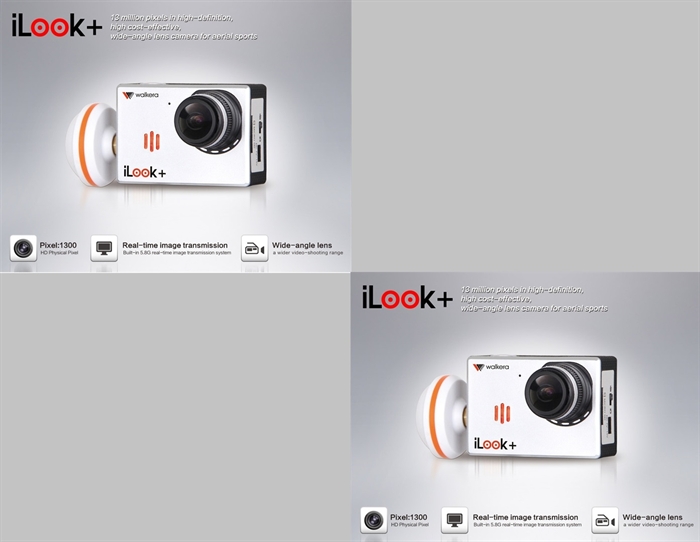 iLook+
13 million pixels in high-definition,
high cost-effective,
wide-angle lens camera for aerial sports
walkera
iLook+
Pixel:1300
HD Physical Pixel
Real-time image transmission
Built-in 5.8G real-time image transmission system
Wide-angle lens
a wider video-shooting range
iLook+
13 million pixels in high-definition,
high cost-effective,
wide-angle lens camera for aerial sports
walkera
iLook+
Pixel:1300
HD Physical Pixel
Real-time image transmission
Built-in 5.8G real-time image transmission system
Wide-angle lens
a wider video-shooting range